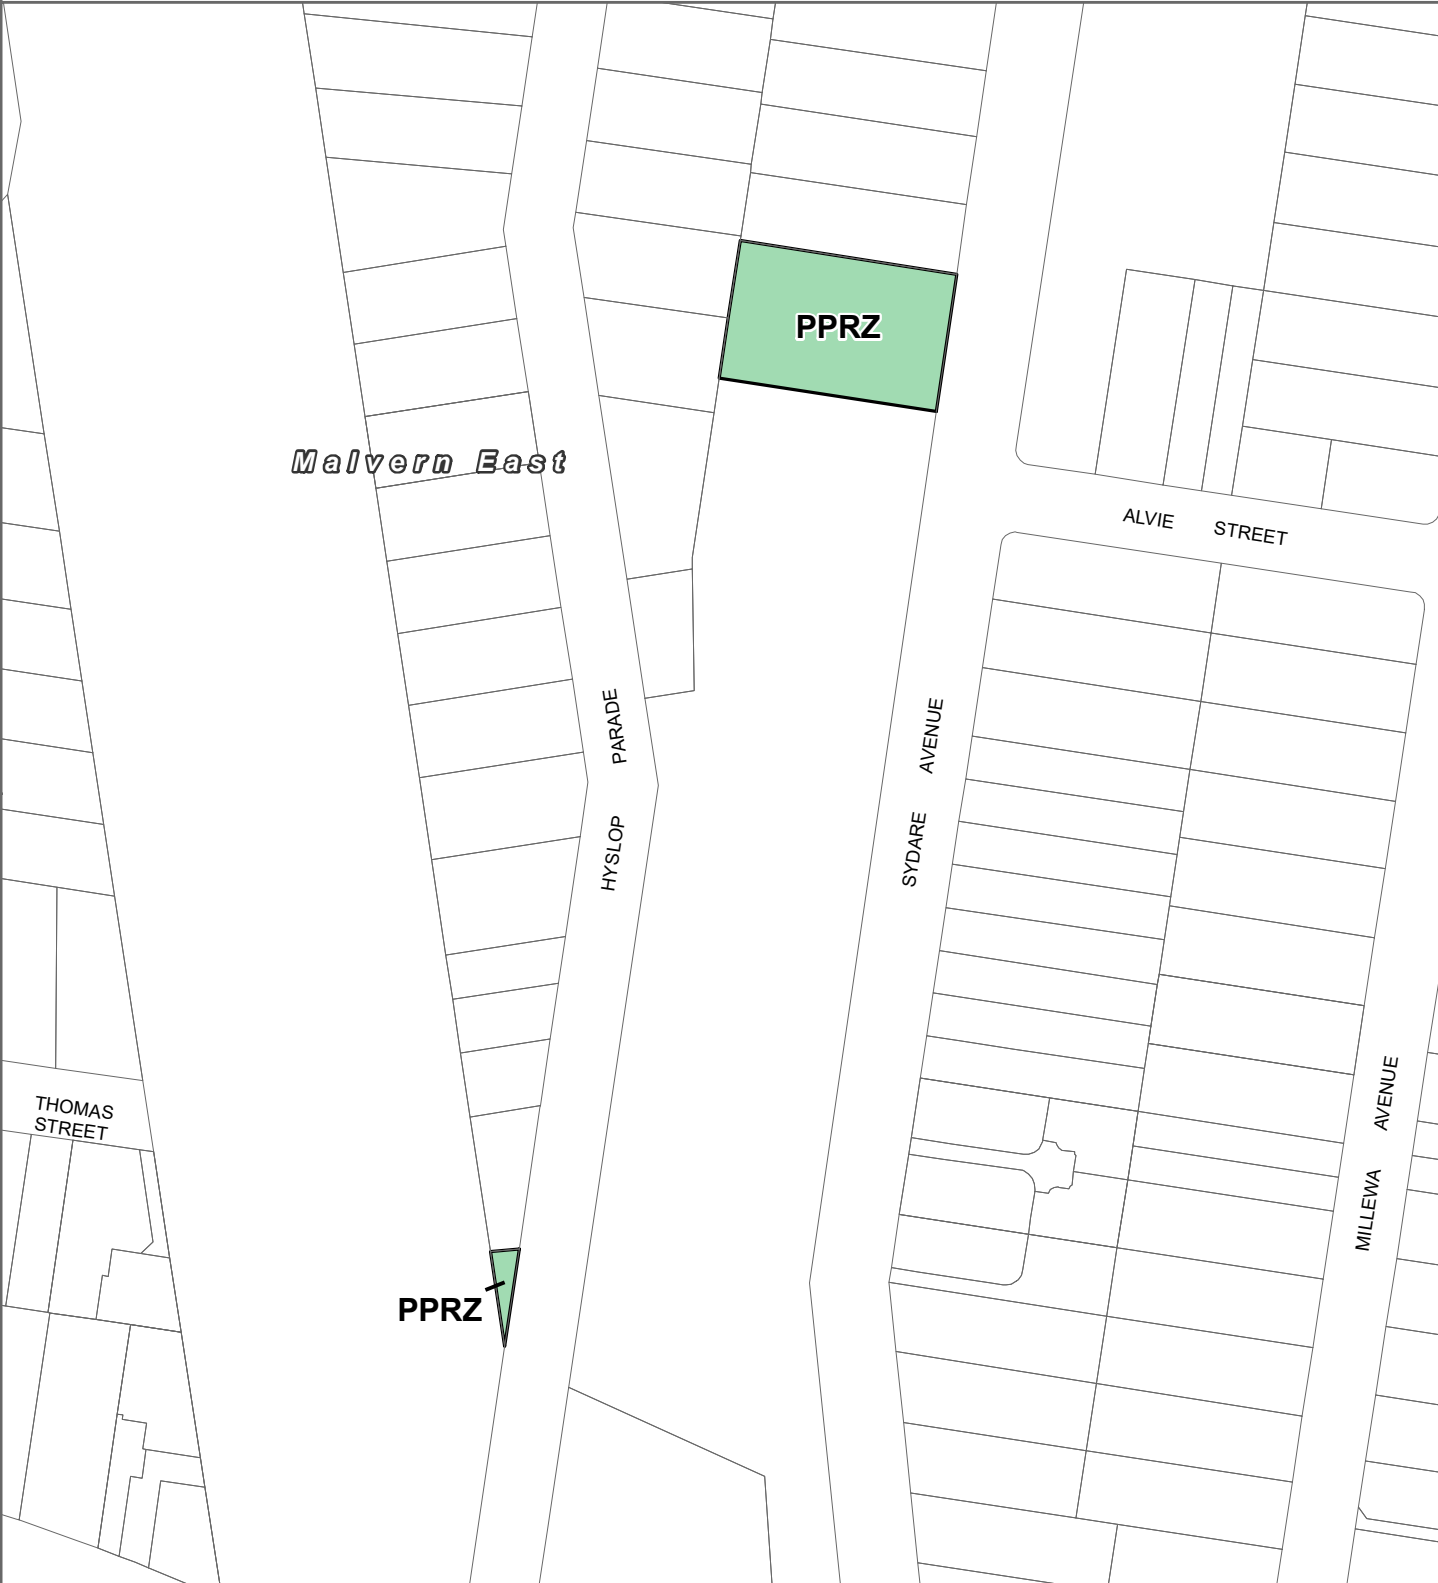 PPRZ
Malvern East
ALVIE STREET
HYSLOP PARADE
SYDARE AVENUE
THOMAS
STREET
MILLEWA AVENUE
PPRZ